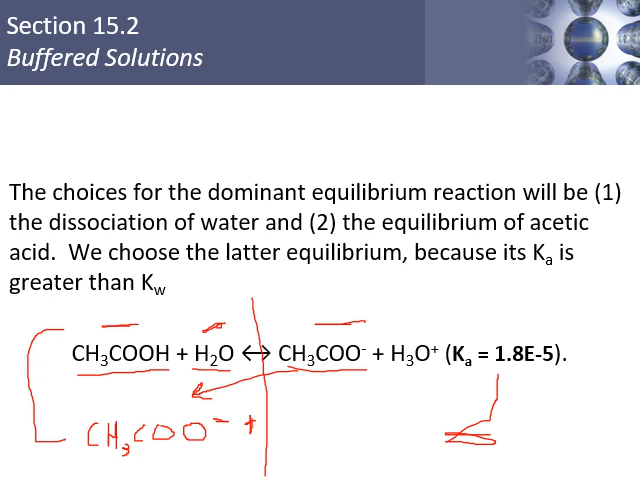 Section 15.2
Buffered Solutions
The choices for the dominant equilibrium reaction will be (1)
the dissociation of water and (2) the equilibrium of acetic
acid. We choose the latter equilibrium, because its Kₐ is
greater than K_w
CH₃COOH + H₂O ↔ CH₃COO⁻ + H₃O⁺ (Kₐ = 1.8E-5).
CH₃COO⁻ +